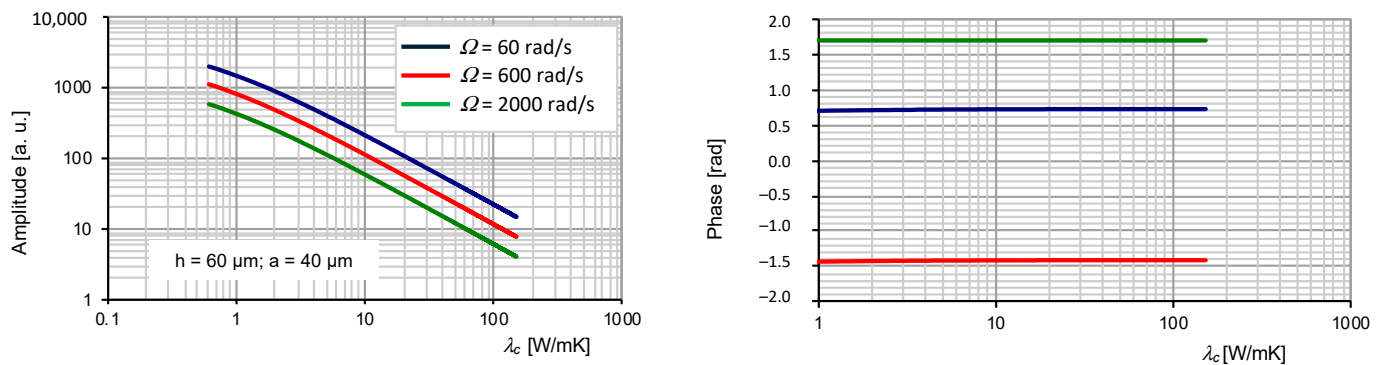 10,000
1000
100
10
1
Amplitude [a. u.]
Ω = 60 rad/s
Ω = 600 rad/s
Ω = 2000 rad/s
h = 60 µm; a = 40 µm
0.1 1 10 100 1000
λc [W/mK]
2.0
1.5
1.0
0.5
0.0
−0.5
−1.0
−1.5
−2.0
Phase [rad]
1 10 100 1000
λc [W/mK]